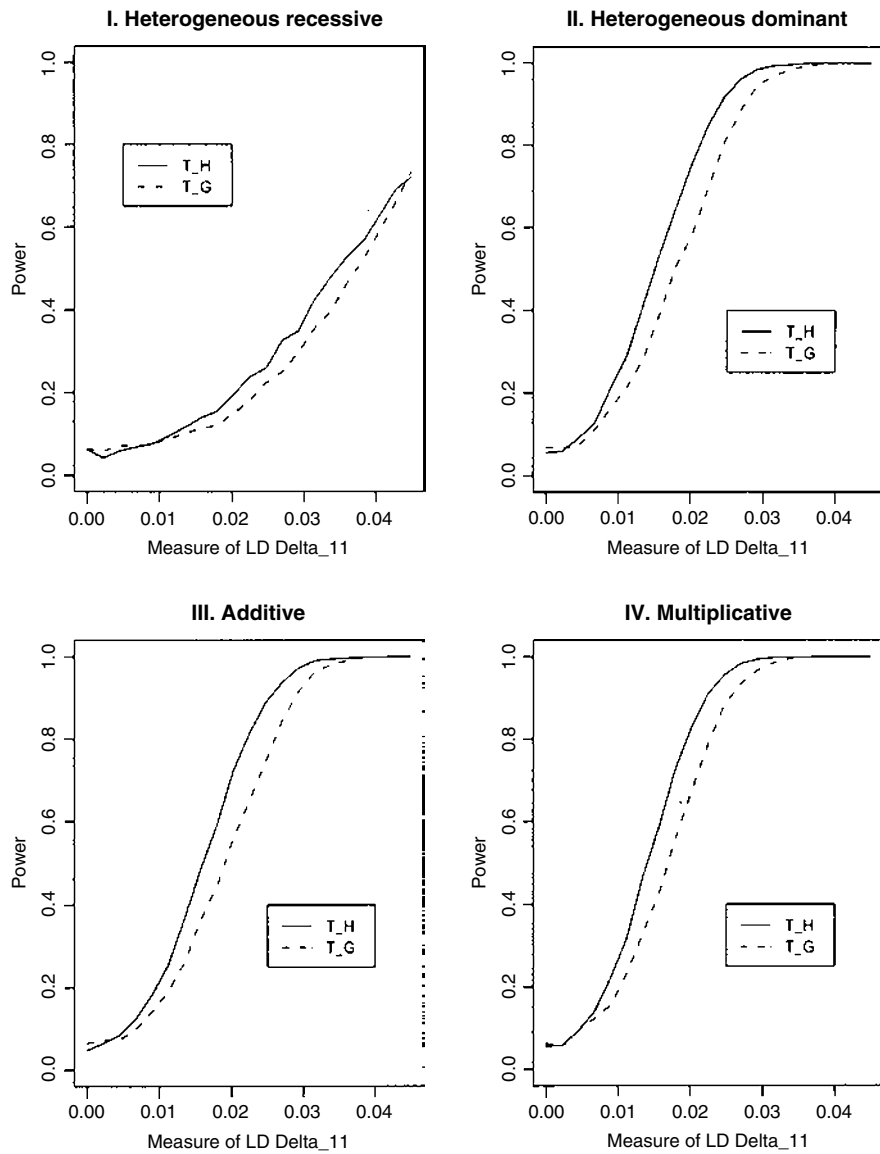 I. Heterogeneous recessive
1.0
0.8
0.6
0.4
0.2
0.0
Power
T_H
T_G
0.00 0.01 0.02 0.03 0.04
Measure of LD Delta_11
II. Heterogeneous dominant
1.0
0.8
0.6
0.4
0.2
0.0
Power
T_H
T_G
0.00 0.01 0.02 0.03 0.04
Measure of LD Delta_11
III. Additive
1.0
0.8
0.6
0.4
0.2
0.0
Power
T_H
T_G
0.00 0.01 0.02 0.03 0.04
Measure of LD Delta_11
IV. Multiplicative
1.0
0.8
0.6
0.4
0.2
0.0
Power
T_H
T_G
0.00 0.01 0.02 0.03 0.04
Measure of LD Delta_11